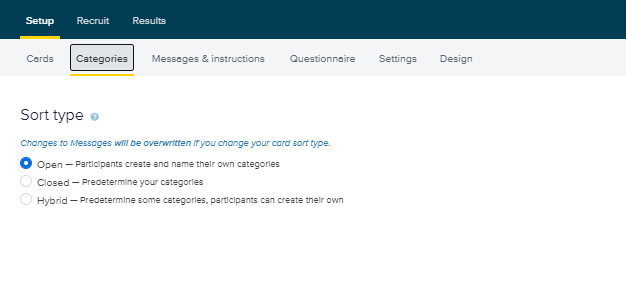 Setup Recruit Results
Cards Categories Messages & instructions Questionnaire Settings Design
Sort type ?
Changes to Messages will be overwritten if you change your card sort type.
Open — Participants create and name their own categories
Closed — Predetermine your categories
Hybrid — Predetermine some categories, participants can create their own